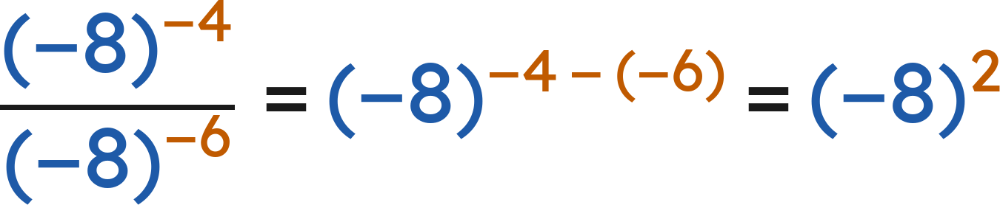 (−8)⁻⁴ / (−8)⁻⁶ = (−8)⁻⁴ ⁻ ⁽⁻⁶⁾ = (−8)²